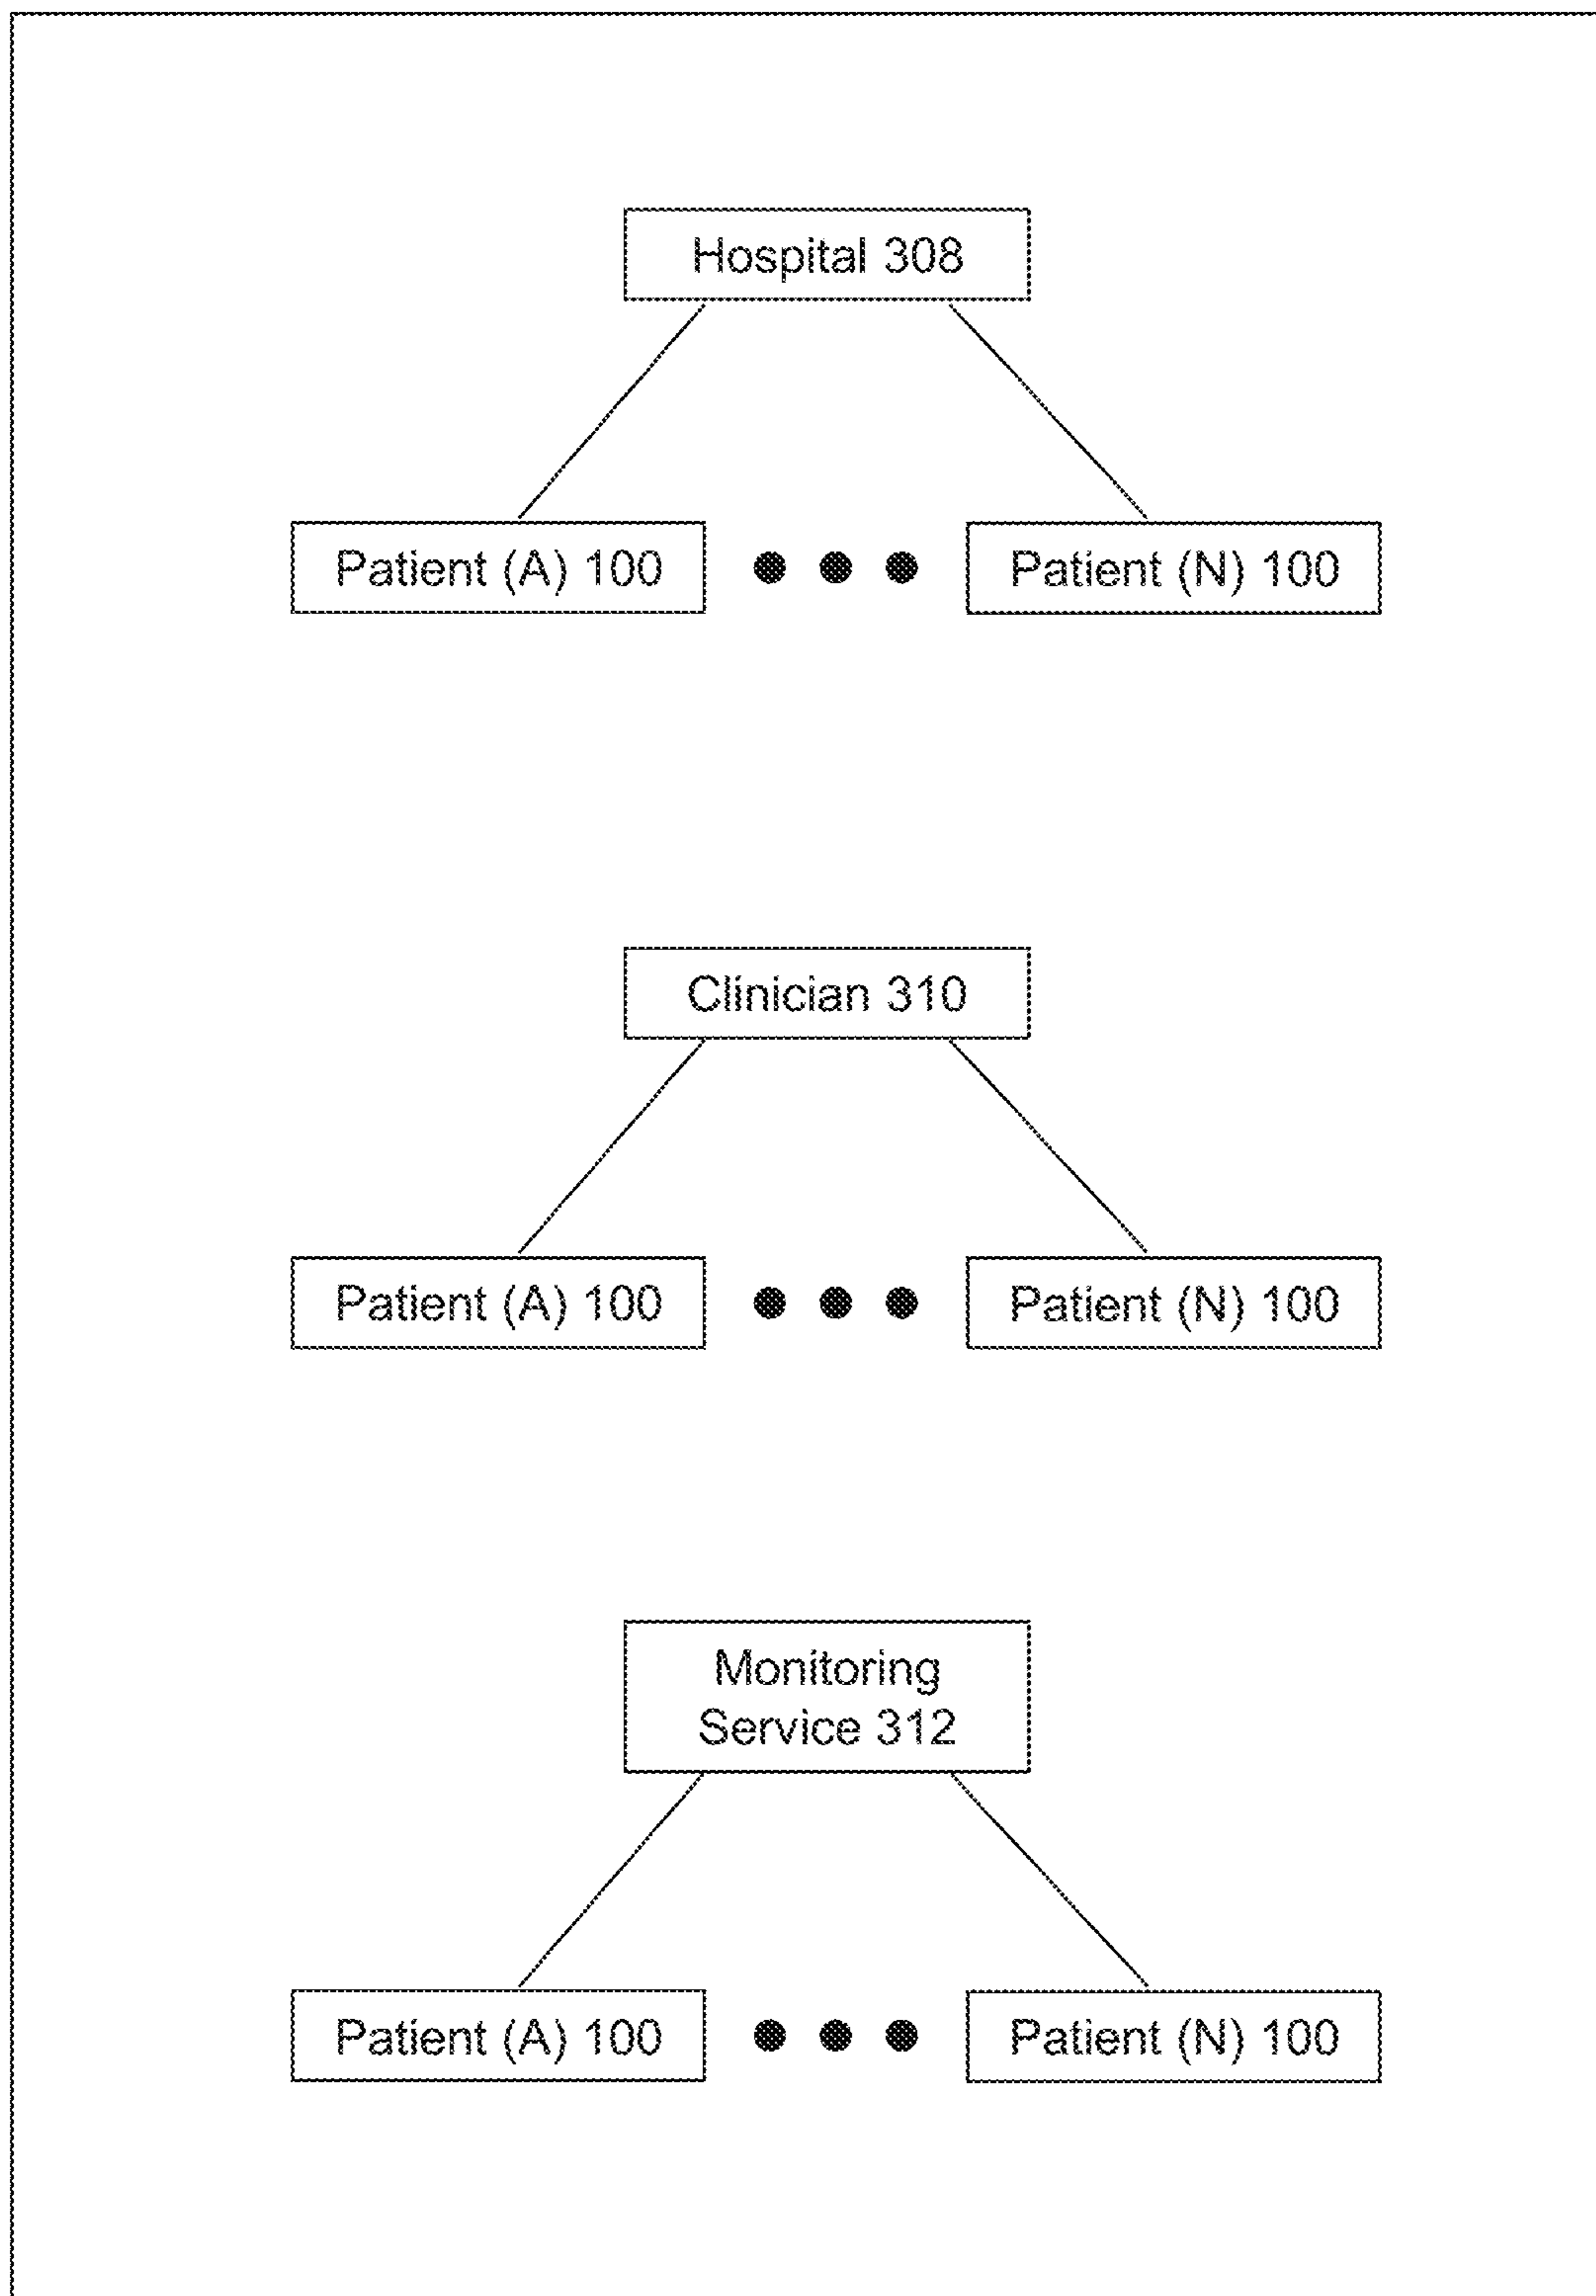 Hospital 308
Patient (A) 100
Patient (N) 100
Clinician 310
Patient (A) 100
Patient (N) 100
Monitoring
Service 312
Patient (A) 100
Patient (N) 100